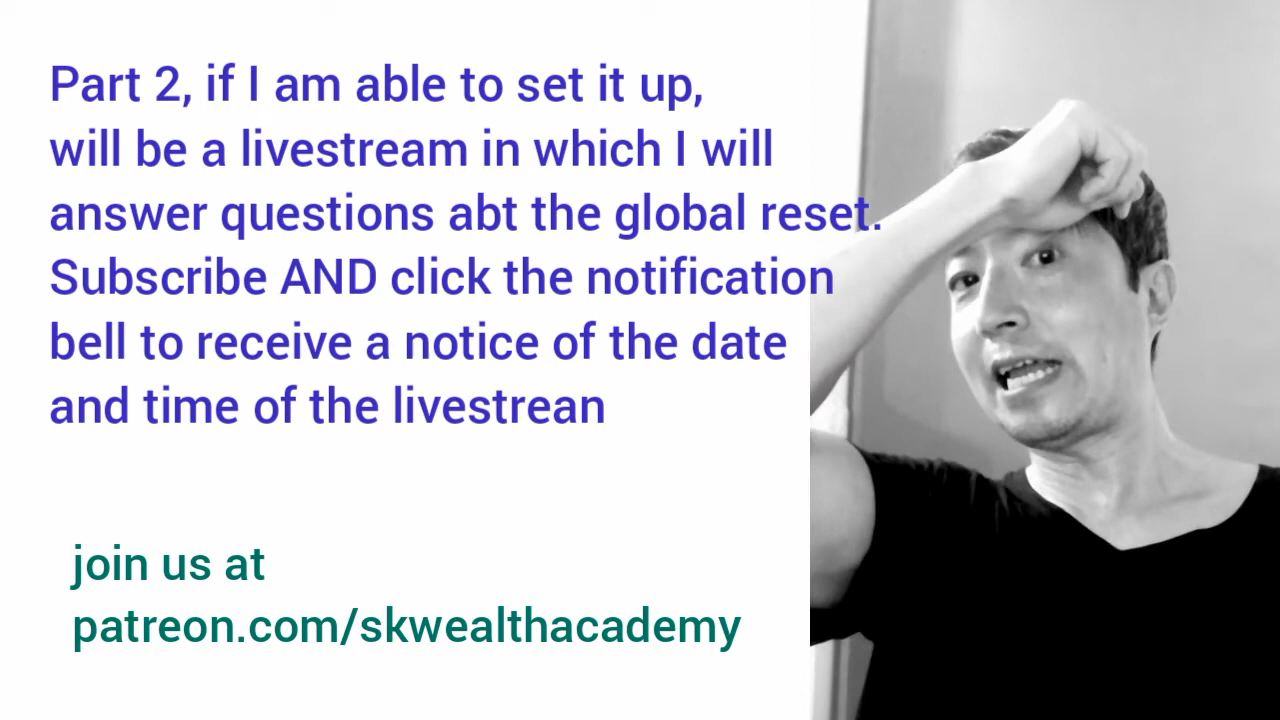 Part 2, if I am able to set it up,
will be a livestream in which I will
answer questions abt the global reset.
Subscribe AND click the notification
bell to receive a notice of the date
and time of the livestrean
join us at
patreon.com/skwealthacademy